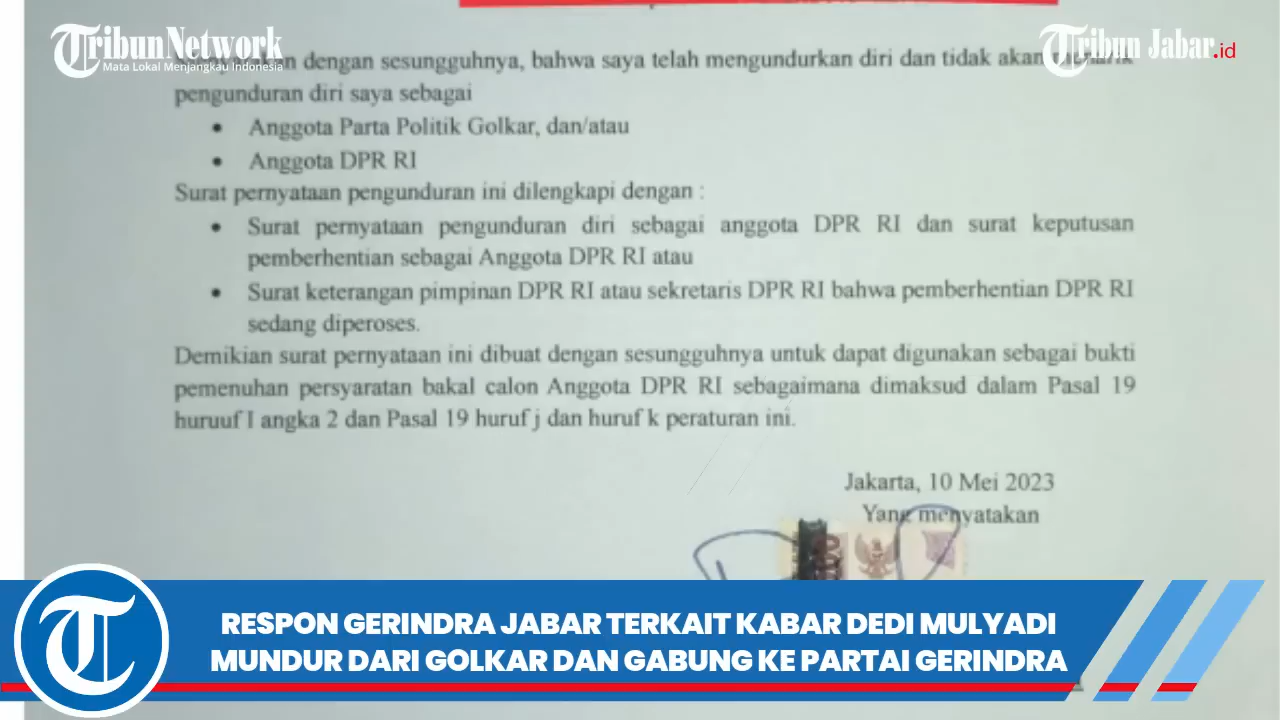 TribunNetwork
Mata Lokal Menjangkau Indonesia
Tribun Jabar.id
dengan sesungguhnya, bahwa saya telah mengundurkan diri dan tidak akan
pengunduran diri saya sebagai
• Anggota Parta Politik Golkar, dan/atau
• Anggota DPR RI
Surat pernyataan pengunduran ini dilengkapi dengan :
• Surat pernyataan pengunduran diri sebagai anggota DPR RI dan surat keputusan
pemberhentian sebagai Anggota DPR RI atau
• Surat keterangan pimpinan DPR RI atau sekretaris DPR RI bahwa pemberhentian DPR RI
sedang diperoses.
Demikian surat pernyataan ini dibuat dengan sesungguhnya untuk dapat digunakan sebagai bukti
pemenuhan persyaratan bakal calon Anggota DPR RI sebagaimana dimaksud dalam Pasal 19
huruuf I angka 2 dan Pasal 19 huruf j dan huruf k peraturan ini.
Jakarta, 10 Mei 2023
Yang menyatakan
T
RESPON GERINDRA JABAR TERKAIT KABAR DEDI MULYADI
MUNDUR DARI GOLKAR DAN GABUNG KE PARTAI GERINDRA